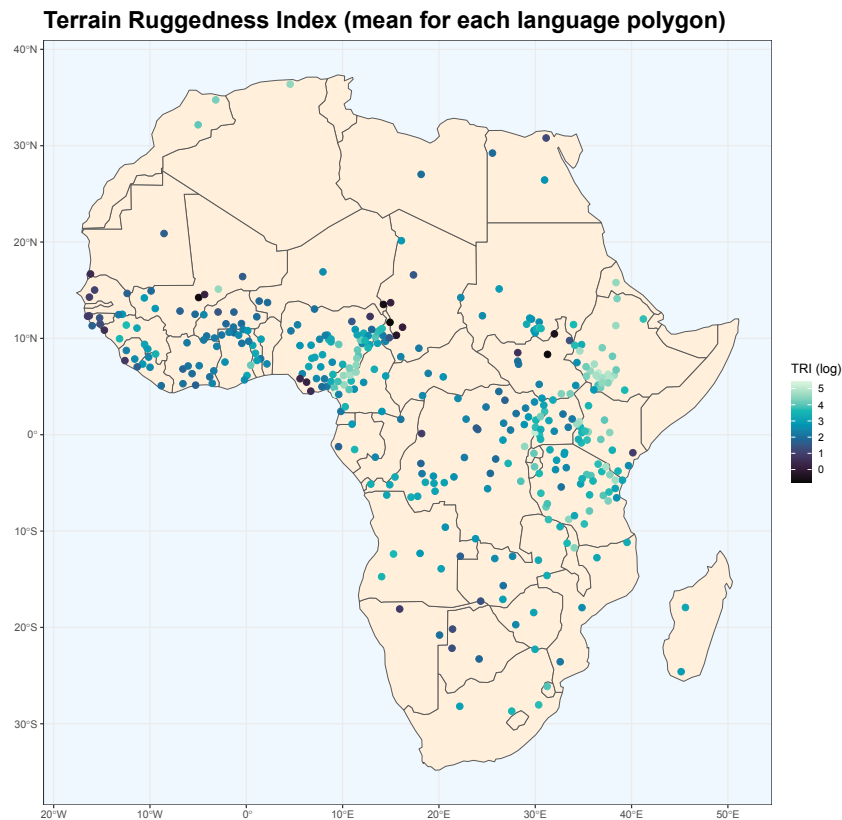 Terrain Ruggedness Index (mean for each language polygon)
40°N
30°N
20°N
10°N
0°
10°S
20°S
30°S
20°W
10°W
0°
10°E
20°E
30°E
40°E
50°E
TRI (log)
5
4
3
2
1
0